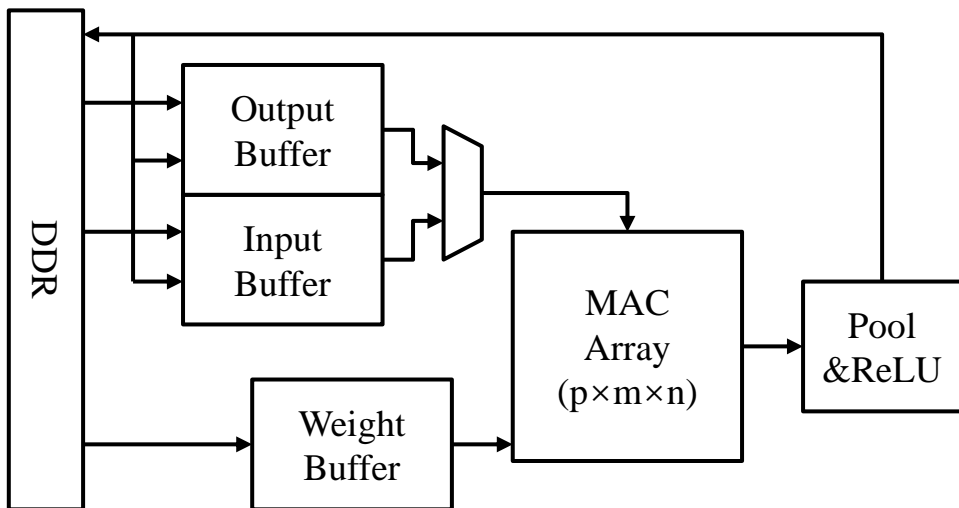 DDR
Output
Buffer
Input
Buffer
Weight
Buffer
MAC
Array
(p×m×n)
Pool
&ReLU